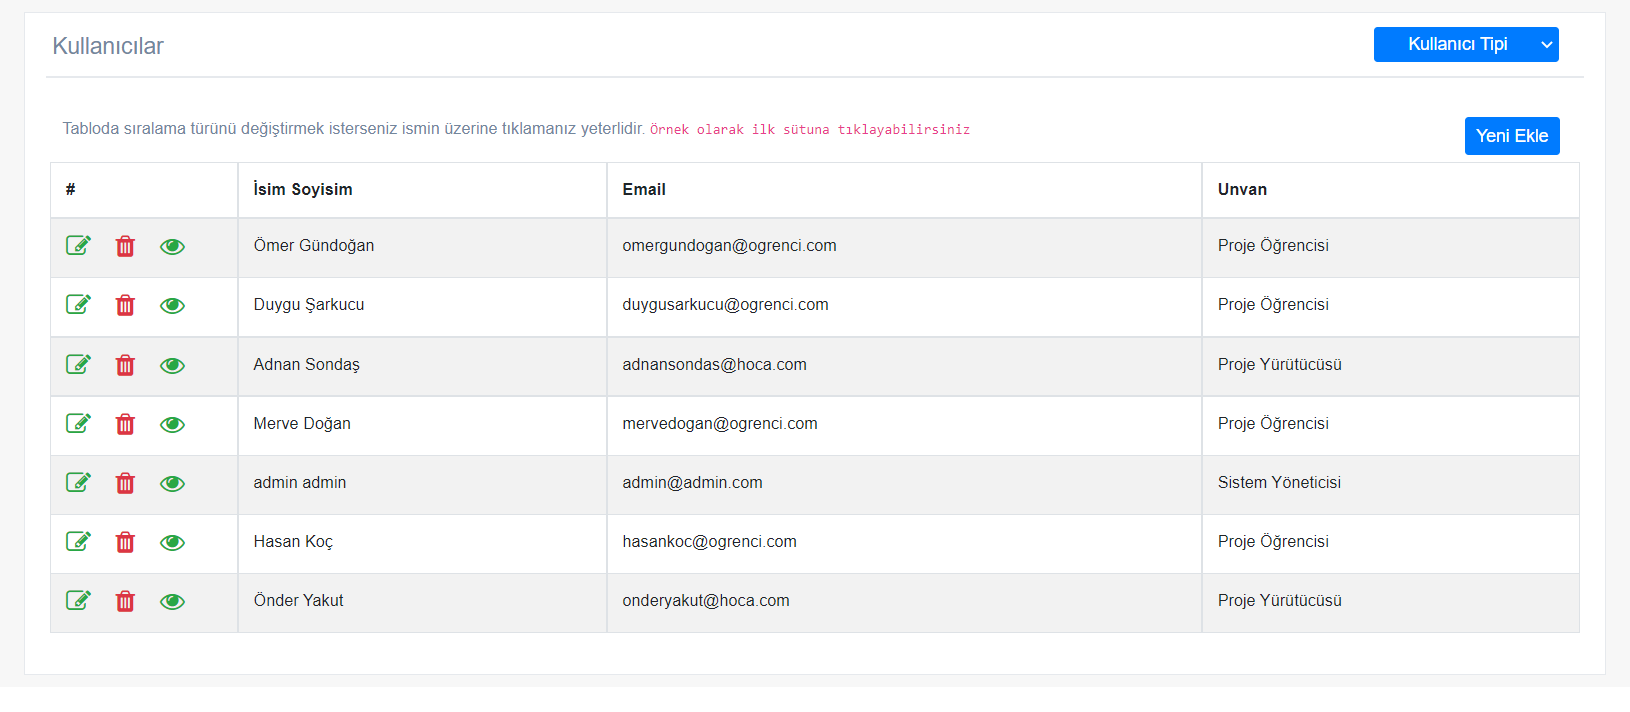 Kullanıcılar
Kullanıcı Tipi
Tabloda sıralama türünü değiştirmek isterseniz ismin üzerine tıklamanız yeterlidir. Örnek olarak ilk sütuna tıklayabilirsiniz
Yeni Ekle
# İsim Soyisim Email Unvan
Ömer Gündoğan omergundogan@ogrenci.com Proje Öğrencisi
Duygu Şarkucu duygusarkucu@ogrenci.com Proje Öğrencisi
Adnan Sondaş adnansondas@hoca.com Proje Yürütücüsü
Merve Doğan mervedogan@ogrenci.com Proje Öğrencisi
admin admin admin@admin.com Sistem Yöneticisi
Hasan Koç hasankoc@ogrenci.com Proje Öğrencisi
Önder Yakut onderyakut@hoca.com Proje Yürütücüsü